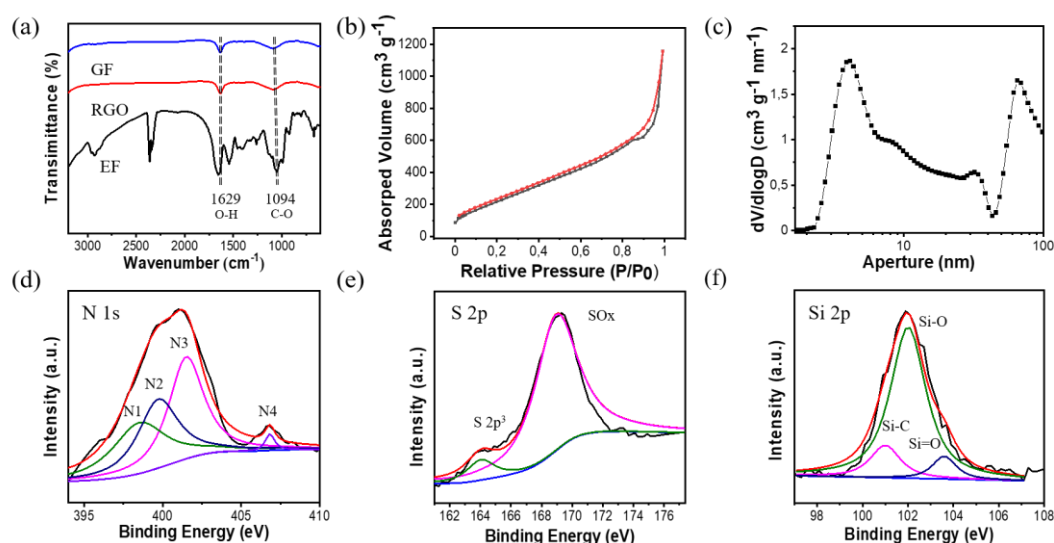 (a)
Transimittance (%)
GF
RGO
EF
1629
O-H
1094
C-O
3000
2500
2000
1500
1000
Wavenumber (cm⁻¹)
(b)
Absorped Volume (cm³ g⁻¹)
1200
1000
800
600
400
200
0
0
0,2
0,4
0,6
0,8
1
Relative Pressure (P/P0)
(c)
dV/dlogD (cm³ g⁻¹ nm⁻¹)
2
1,5
1
0,5
0
10
100
Aperture (nm)
(d)
N 1s
Intensity (a.u.)
N1
N2
N3
N4
395
400
405
410
Binding Energy (eV)
(e)
S 2p
Intensity (a.u.)
SOx
S 2p³
162
164
166
168
170
172
174
176
Binding Energy (eV)
(f)
Si 2p
Intensity (a.u.)
Si-O
Si-C
Si=O
98
100
102
104
106
108
Binding Energy (eV)